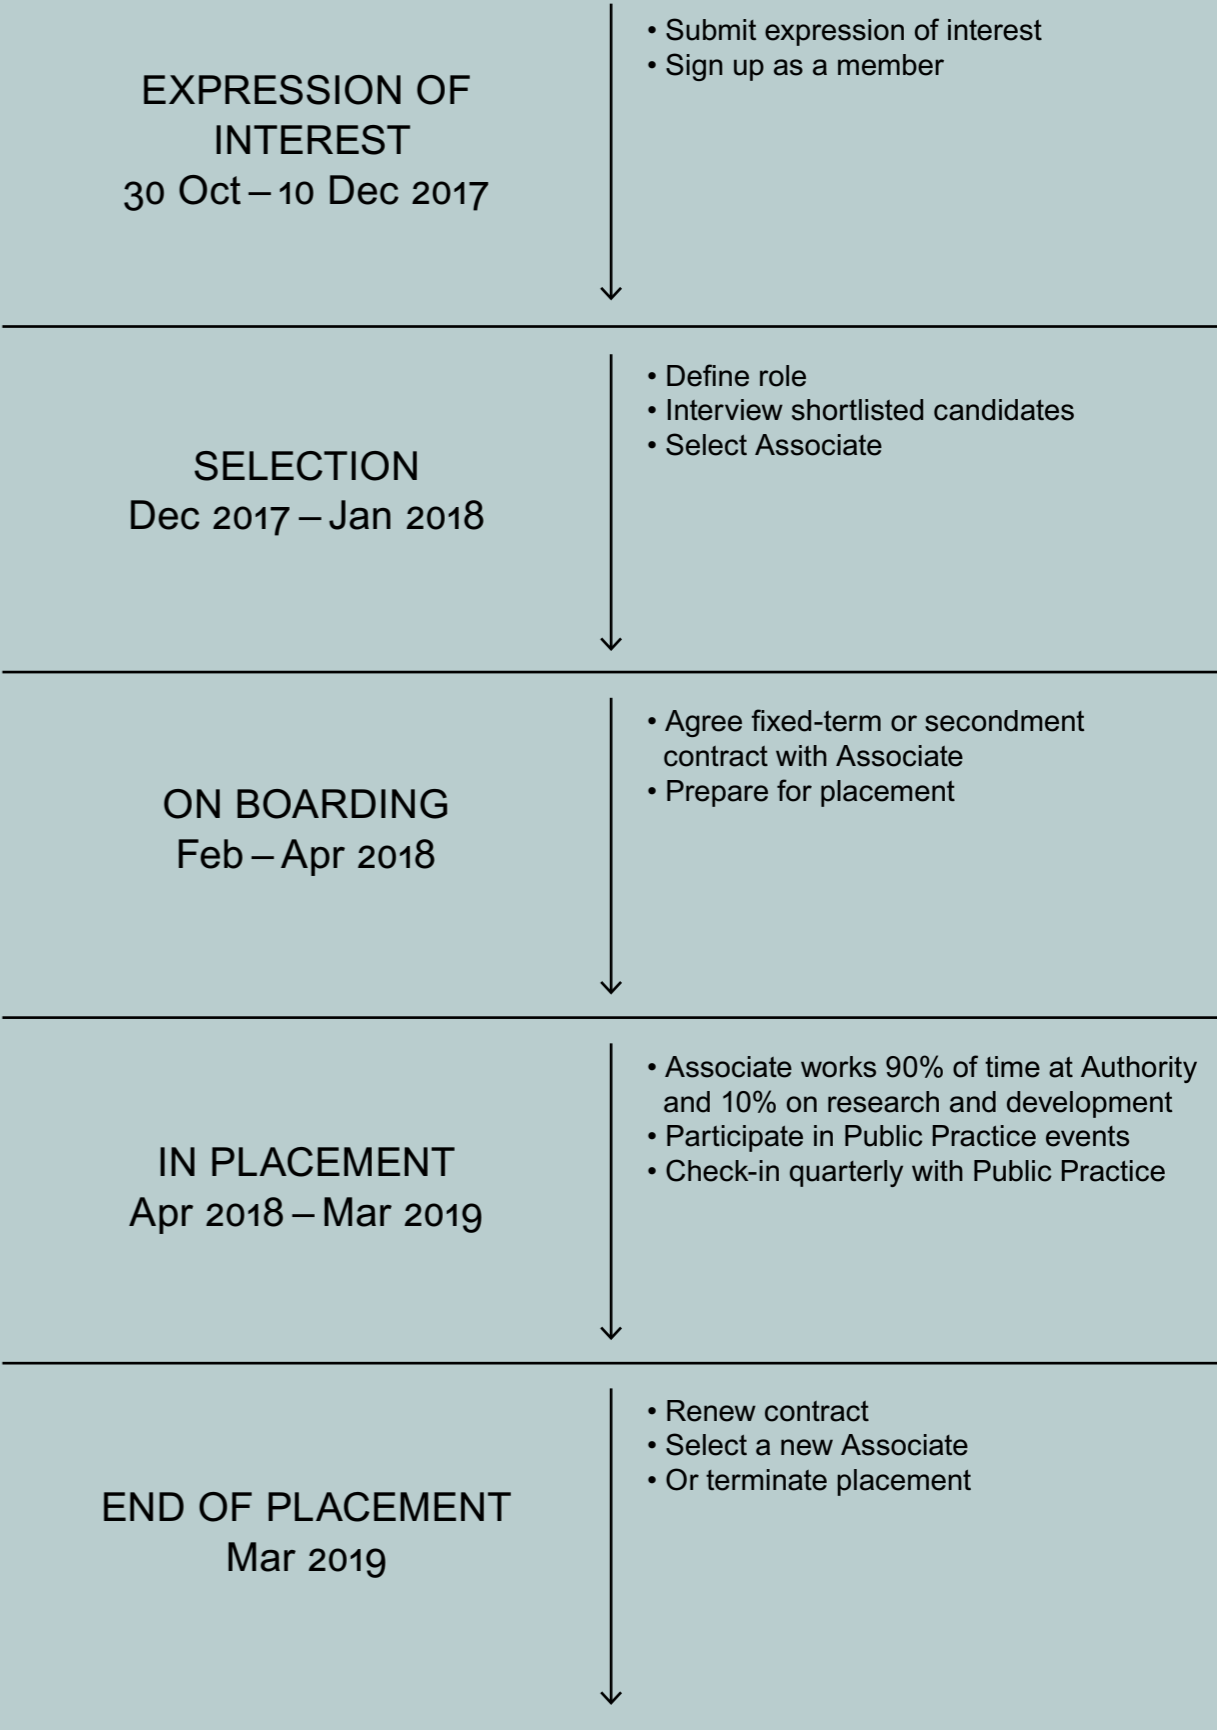 EXPRESSION OF
INTEREST
30 Oct – 10 Dec 2017
• Submit expression of interest
• Sign up as a member
SELECTION
Dec 2017 – Jan 2018
• Define role
• Interview shortlisted candidates
• Select Associate
ON BOARDING
Feb – Apr 2018
• Agree fixed-term or secondment
contract with Associate
• Prepare for placement
IN PLACEMENT
Apr 2018 – Mar 2019
• Associate works 90% of time at Authority
and 10% on research and development
• Participate in Public Practice events
• Check-in quarterly with Public Practice
END OF PLACEMENT
Mar 2019
• Renew contract
• Select a new Associate
• Or terminate placement